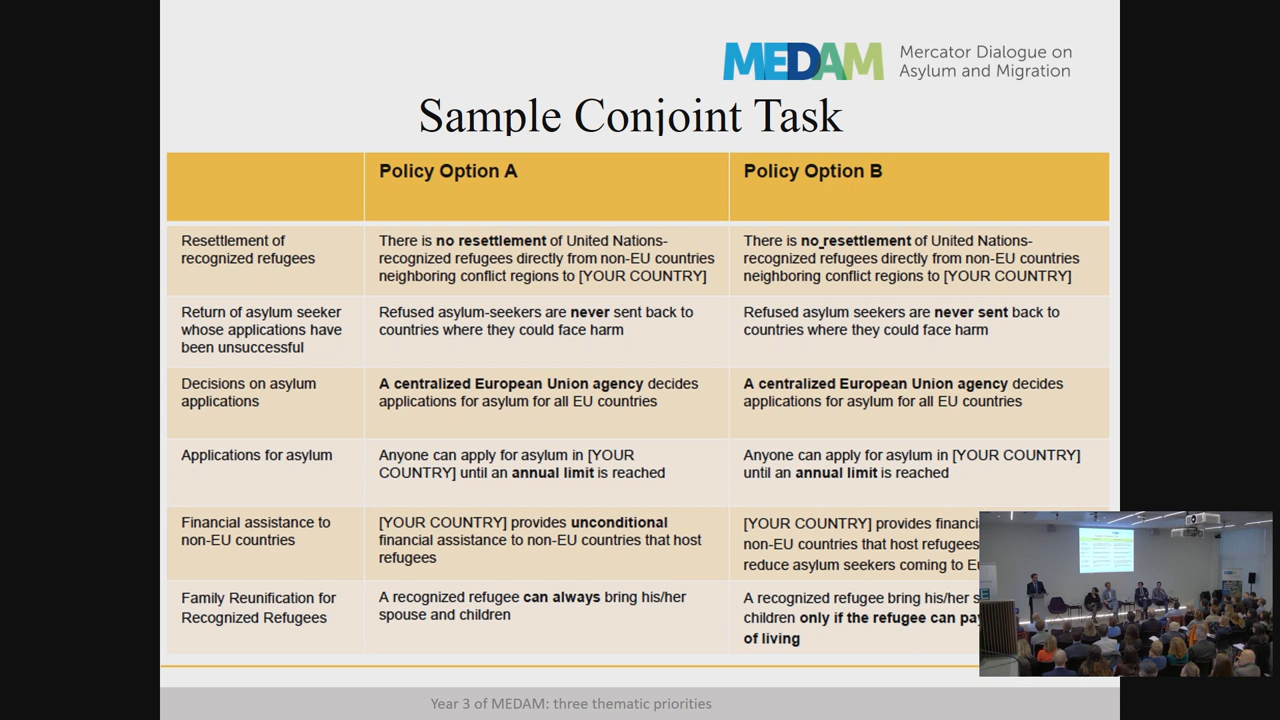 MEDAM
Mercator Dialogue on
Asylum and Migration
Sample Conjoint Task
Policy Option A
Policy Option B
Resettlement of
recognized refugees
There is no resettlement of United Nations-
recognized refugees directly from non-EU countries
neighboring conflict regions to [YOUR COUNTRY]
There is no resettlement of United Nations-
recognized refugees directly from non-EU countries
neighboring conflict regions to [YOUR COUNTRY]
Return of asylum seeker
whose applications have
been unsuccessful
Refused asylum-seekers are never sent back to
countries where they could face harm
Refused asylum seekers are never sent back to
countries where they could face harm
Decisions on asylum
applications
A centralized European Union agency decides
applications for asylum for all EU countries
A centralized European Union agency decides
applications for asylum for all EU countries
Applications for asylum
Anyone can apply for asylum in [YOUR
COUNTRY] until an annual limit is reached
Anyone can apply for asylum in [YOUR COUNTRY]
until an annual limit is reached
Financial assistance to
non-EU countries
[YOUR COUNTRY] provides unconditional
financial assistance to non-EU countries that host
refugees
[YOUR COUNTRY] provides
non-EU countries that host refugees
reduce asylum seekers coming to
Family Reunification for
Recognized Refugees
A recognized refugee can always bring his/her
spouse and children
A recognized refugee bring his/her
children only if the refugee can
of living
Year 3 of MEDAM: three thematic priorities